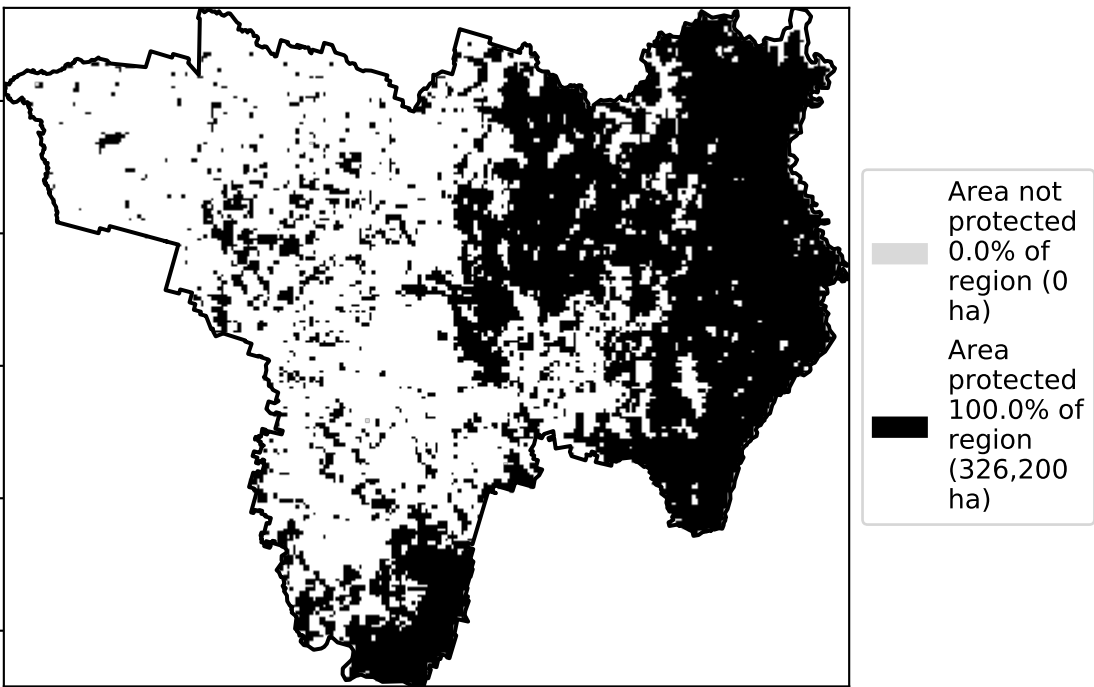 Area not
protected
0.0% of
region (0
ha)
Area
protected
100.0% of
region
(326,200
ha)